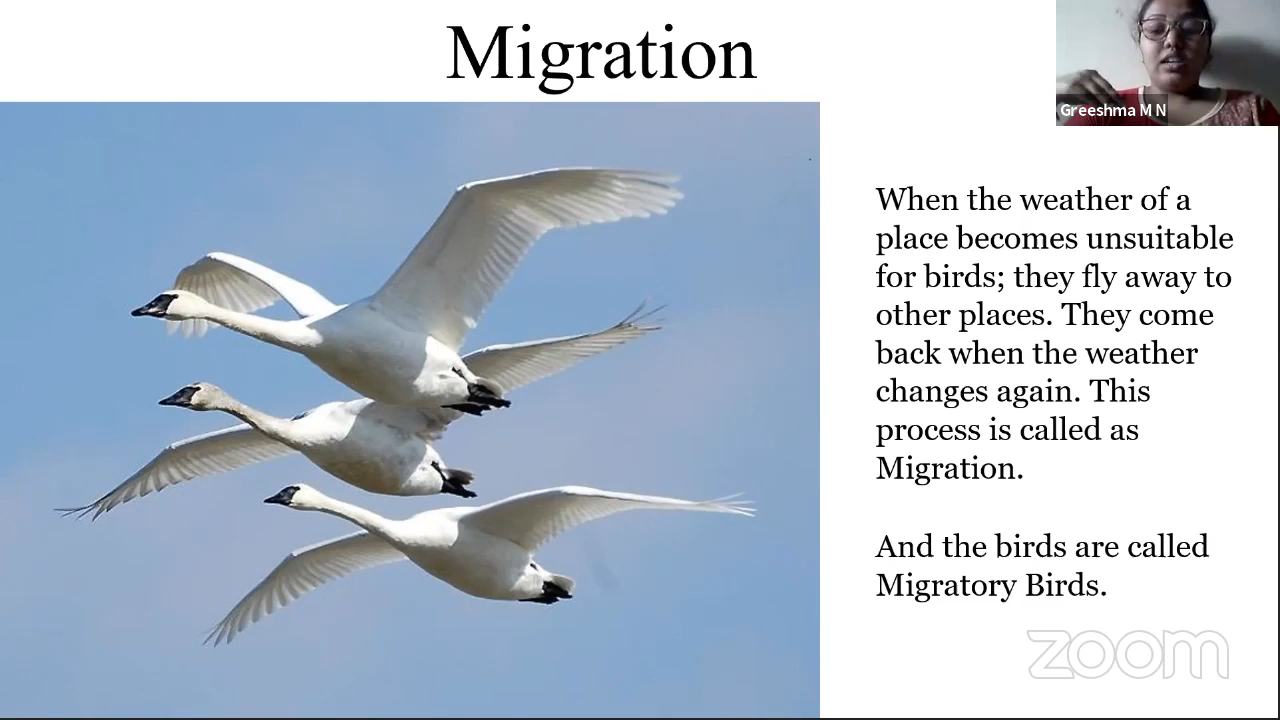 Migration
Greeshma M N
When the weather of a
place becomes unsuitable
for birds; they fly away to
other places. They come
back when the weather
changes again. This
process is called as
Migration.
And the birds are called
Migratory Birds.
zoom